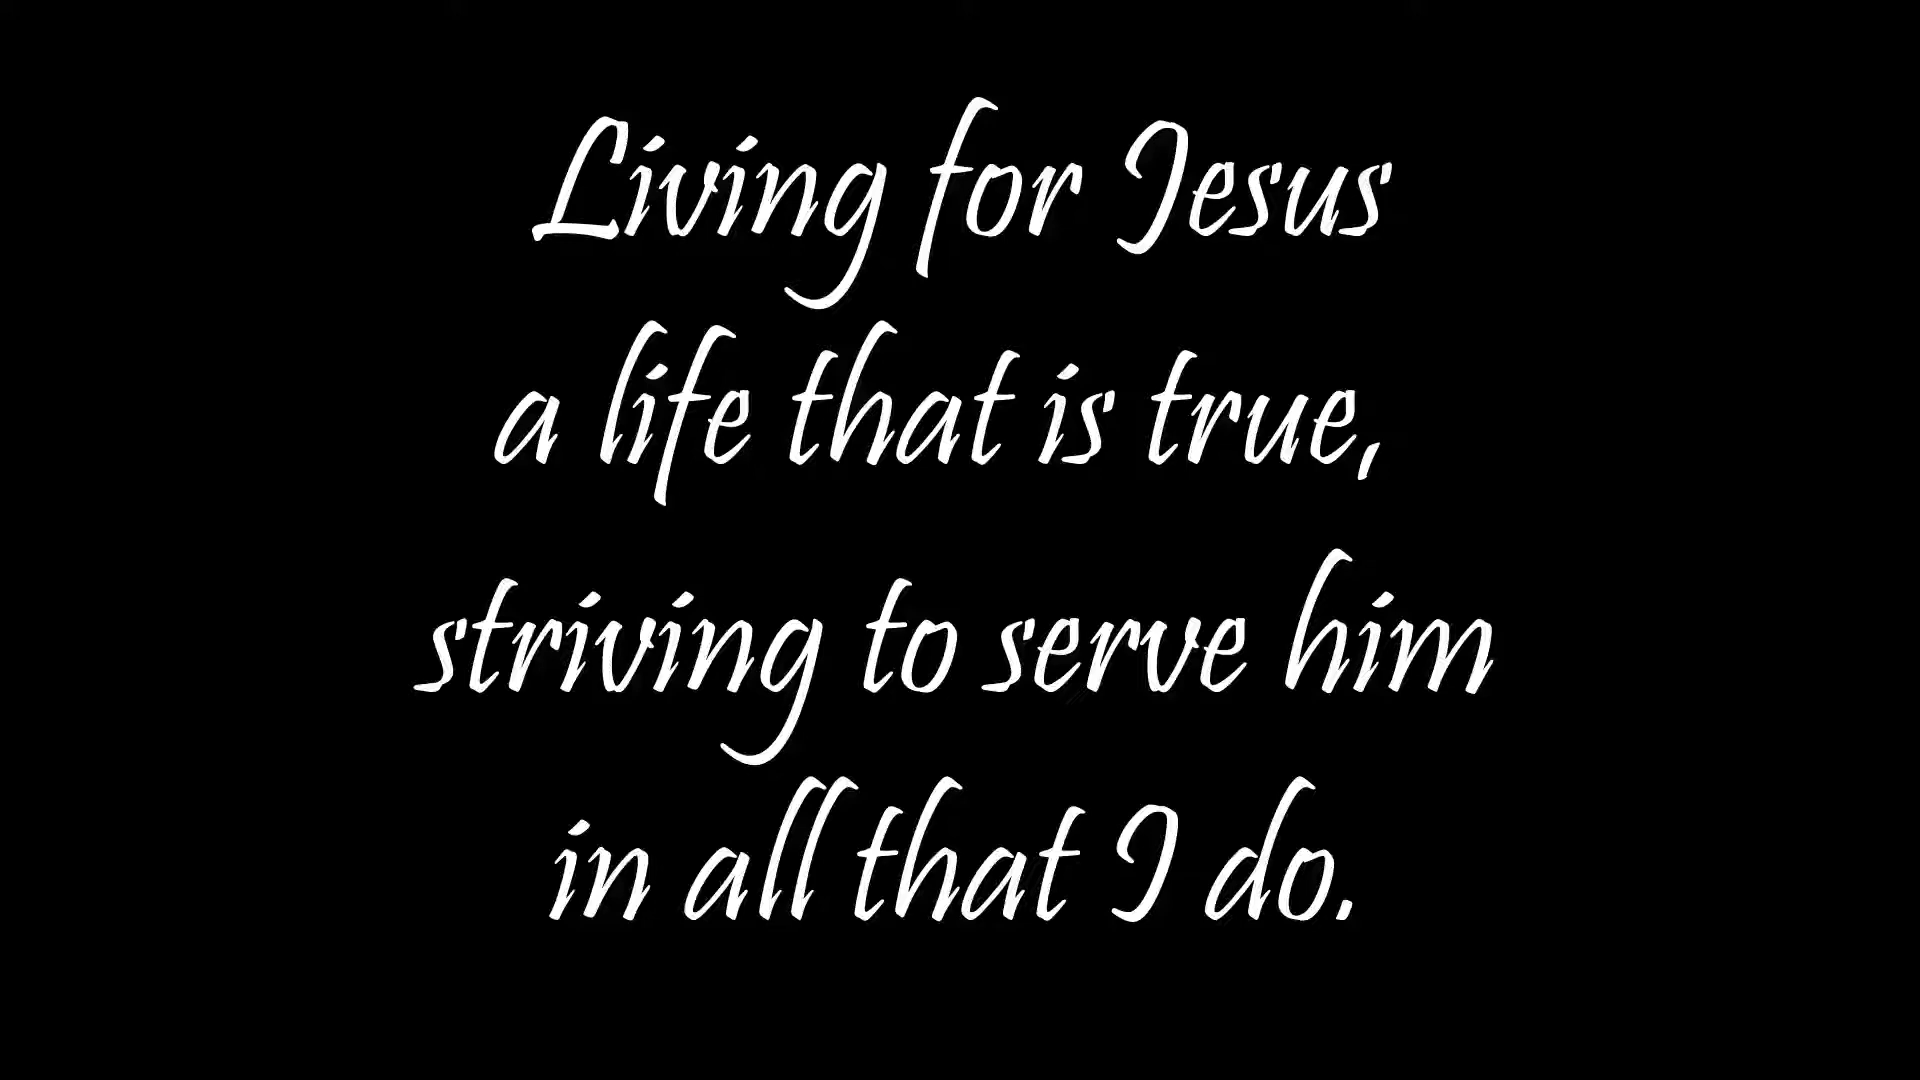 Living for Jesus
a life that is true,
striving to serve him
in all that I do.